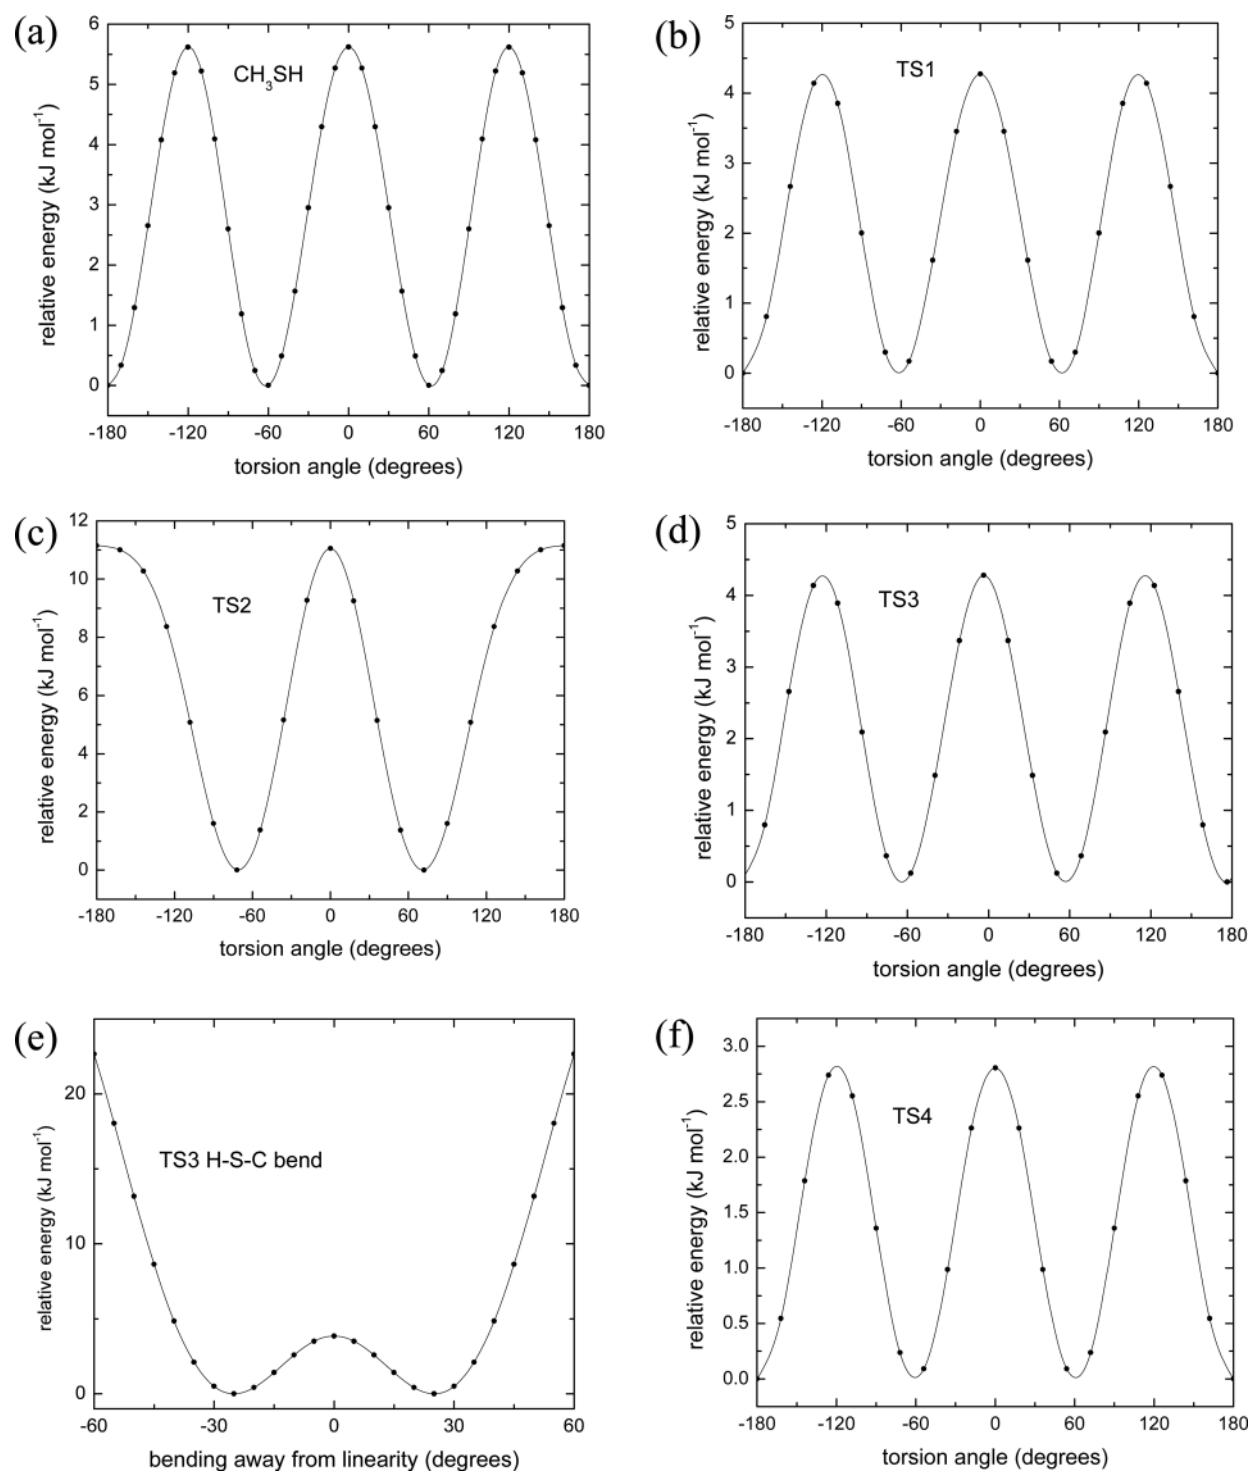 (a)
CH3SH
6
5
4
3
2
1
0
relative energy (kJ mol-1)
-180 -120 -60 0 60 120 180
torsion angle (degrees)
(b)
TS1
5
4
3
2
1
0
relative energy (kJ mol-1)
-180 -120 -60 0 60 120 180
torsion angle (degrees)
(c)
TS2
12
10
8
6
4
2
0
relative energy (kJ mol-1)
-180 -120 -60 0 60 120 180
torsion angle (degrees)
(d)
TS3
5
4
3
2
1
0
relative energy (kJ mol-1)
-180 -120 -60 0 60 120 180
torsion angle (degrees)
(e)
TS3 H-S-C bend
20
10
0
relative energy (kJ mol-1)
-60 -30 0 30 60
bending away from linearity (degrees)
(f)
TS4
3.0
2.5
2.0
1.5
1.0
0.5
0.0
relative energy (kJ mol-1)
-180 -120 -60 0 60 120 180
torsion angle (degrees)